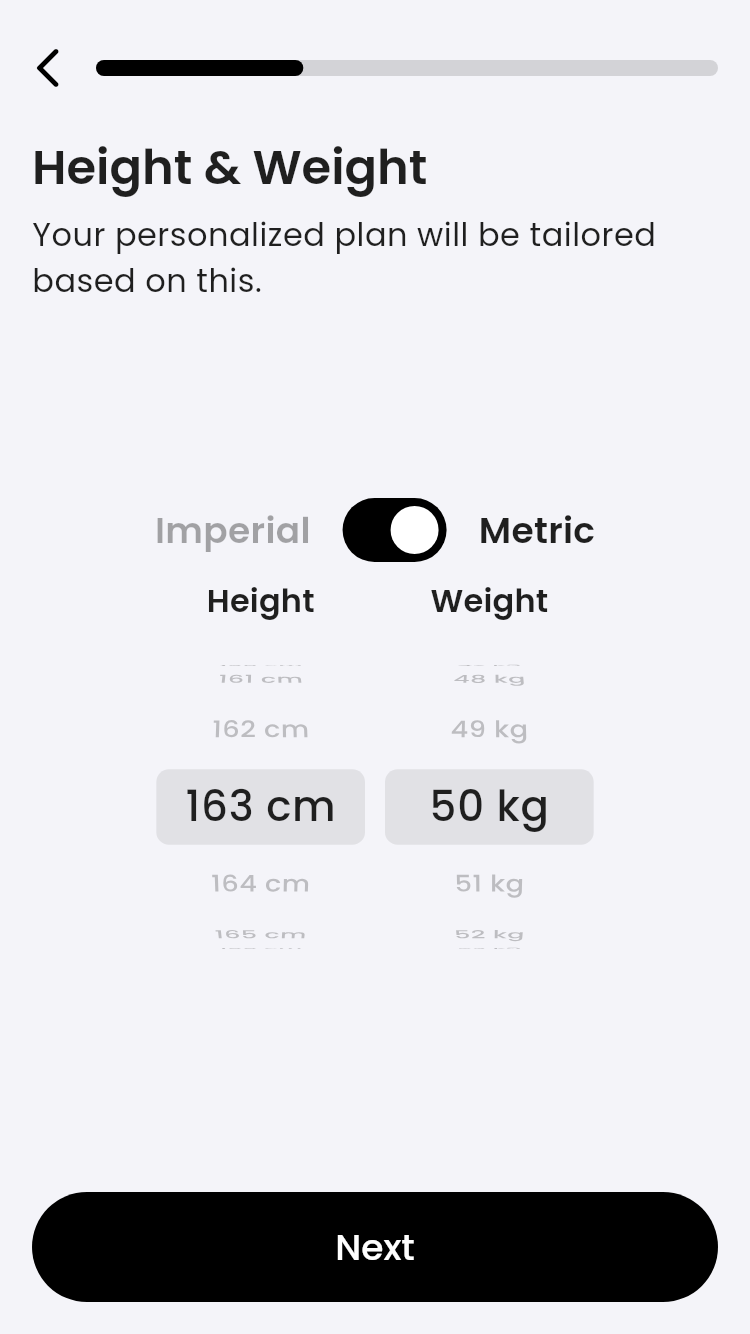 Height & Weight
Your personalized plan will be tailored
based on this.
Imperial Metric
Height Weight
161 cm 48 kg
162 cm 49 kg
163 cm 50 kg
164 cm 51 kg
165 cm 52 kg
Next